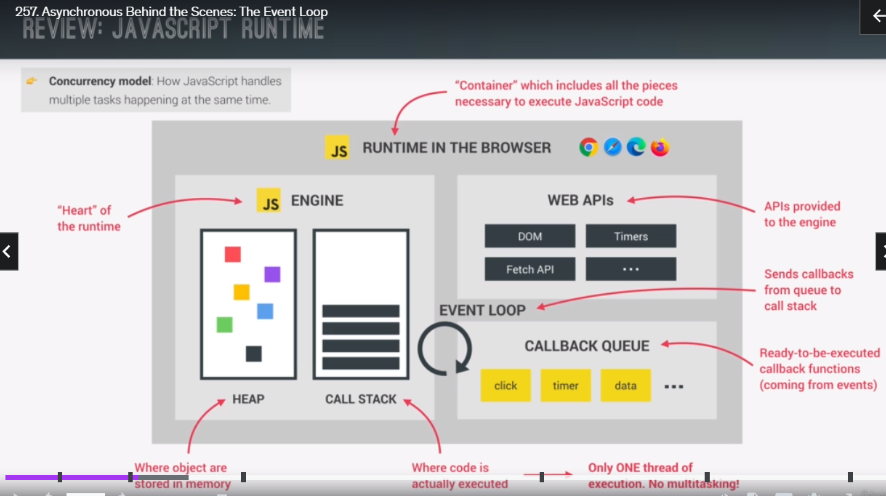 257. Asynchronous Behind the Scenes: The Event Loop
REVIEW: JAVASCRIPT RUNTIME
👉 Concurrency model: How JavaScript handles
multiple tasks happening at the same time.
“Container” which includes all the pieces
necessary to execute JavaScript code
JS RUNTIME IN THE BROWSER
“Heart” of
the runtime
JS ENGINE
HEAP
CALL STACK
WEB APIs
DOM
Timers
Fetch API
...
APIs provided
to the engine
EVENT LOOP
Sends callbacks
from queue to
call stack
CALLBACK QUEUE
click
timer
data
...
Ready-to-be-executed
callback functions
(coming from events)
Where object are
stored in memory
Where code is
actually executed
Only ONE thread of
execution. No multitasking!